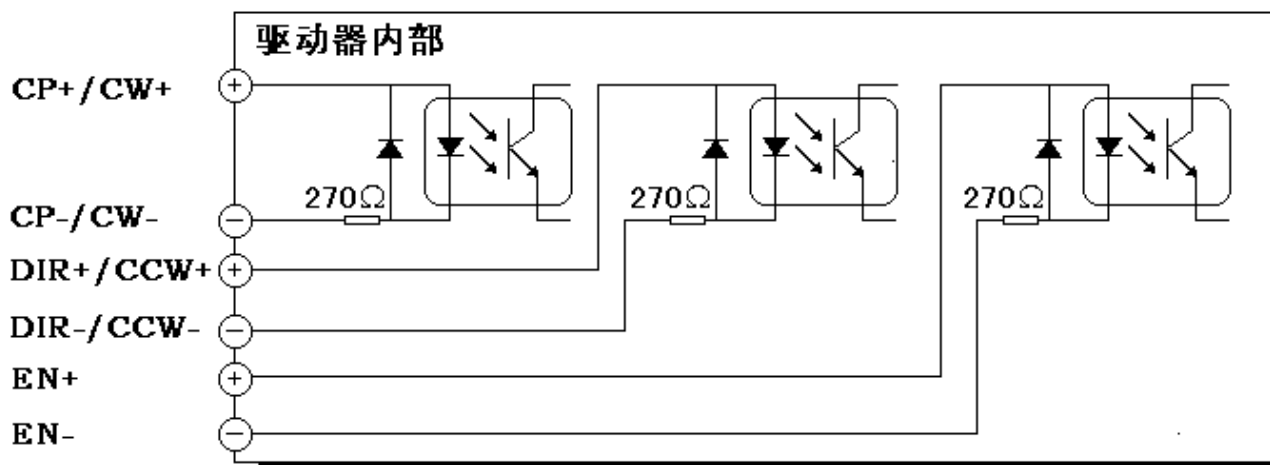 驱动器内部
CP+/CW+
270Ω 270Ω 270Ω
CP-/CW-
DIR+/CCW+
DIR-/CCW-
EN+
EN-